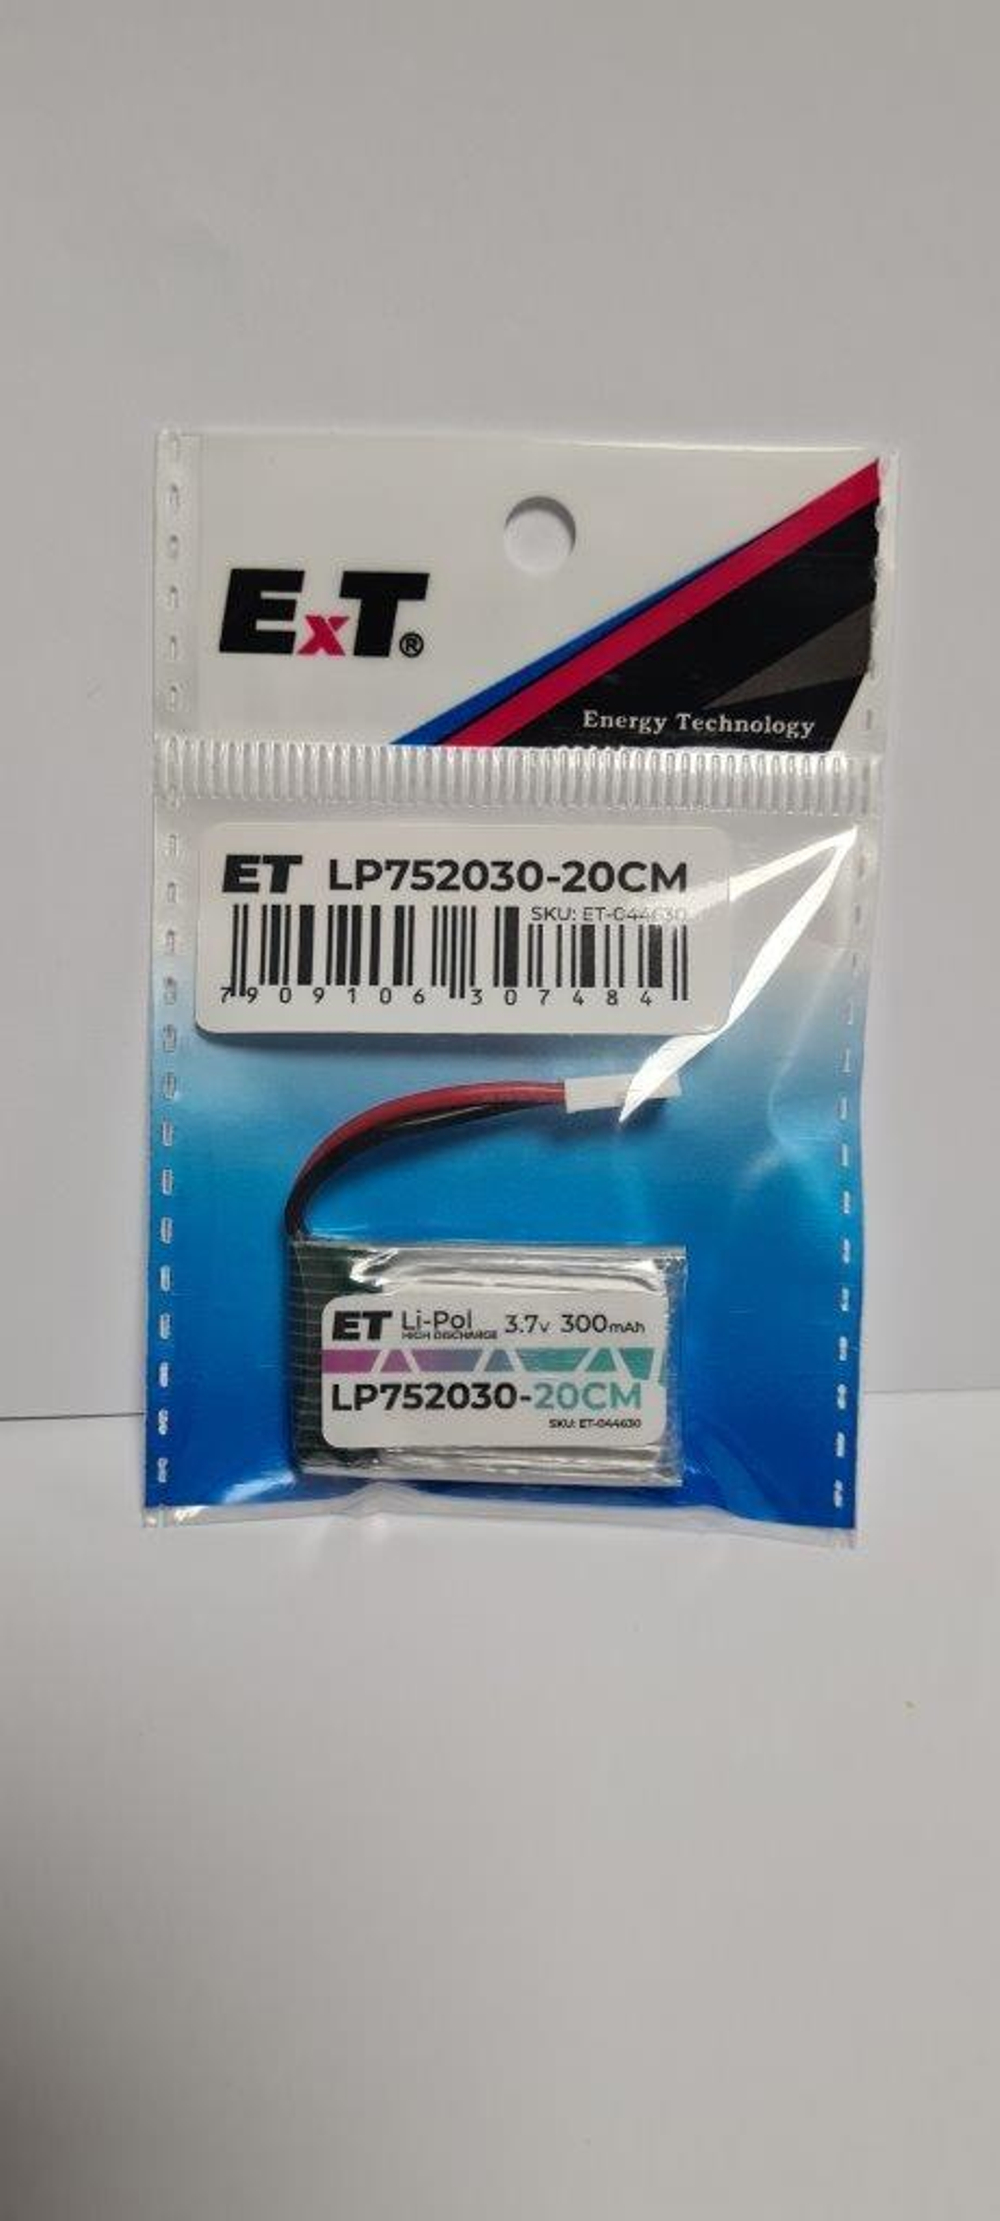 ExT®
Energy Technology
ET LP752030-20CM
SKU: ET-044630
7 909106 307484
ET Li-Pol 3.7v 300mAh
HIGH DISCHARGE
LP752030-20CM
SKU: ET-044630